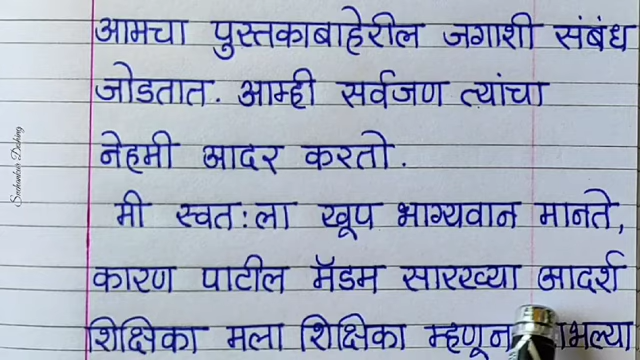 आमचा पुस्तकाबाहेरील जगाशी संबंध
जोडतात. आम्ही सर्वजण त्यांचा
नेहमी आदर करतो.
मी स्वत:ला खूप भाग्यवान मानते,
कारण पाटील मॅडम सारख्या आदर्श
शिक्षिका मला शिक्षिका म्हणून